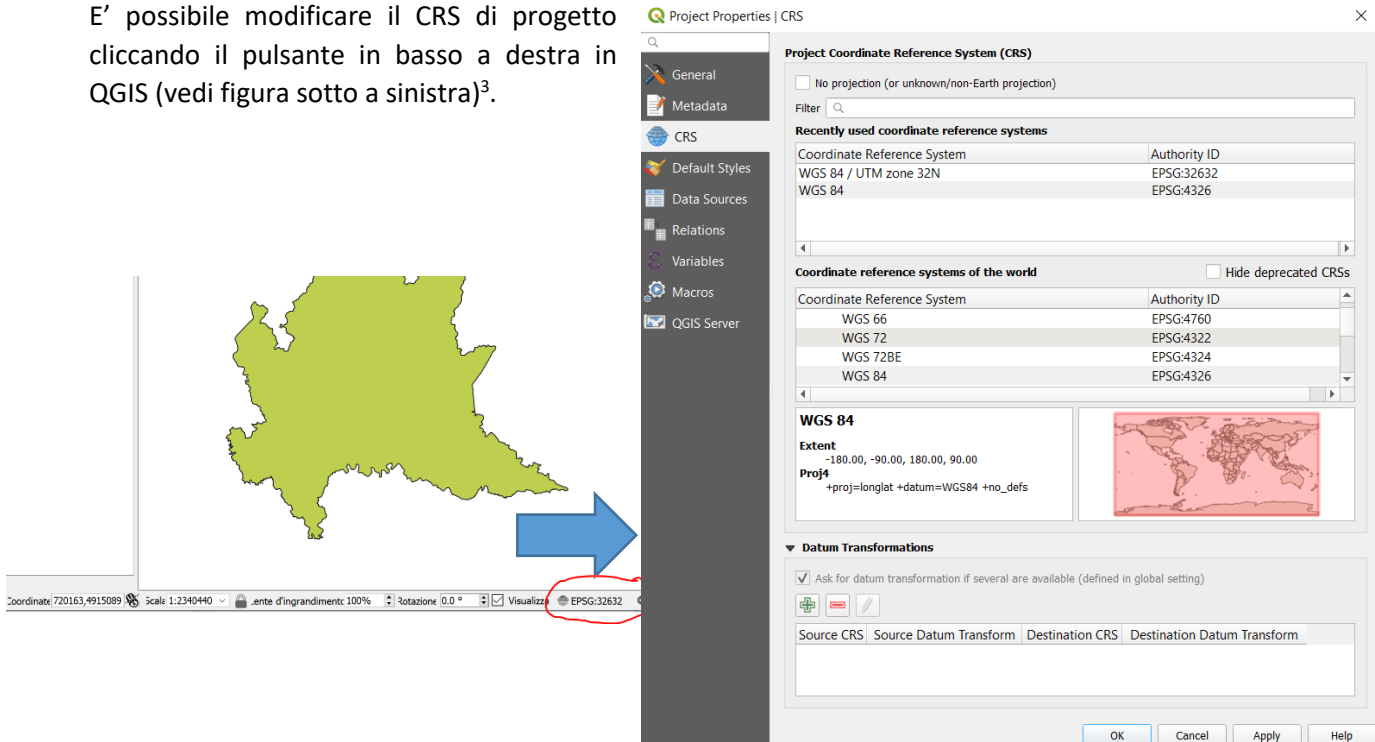 E’ possibile modificare il CRS di progetto
cliccando il pulsante in basso a destra in
QGIS (vedi figura sotto a sinistra)3.
Coordinate 720163,4915089 Scala 1:2340440 Lente d'ingrandimento 100% Rotazione 0.0 ° Visualizza EPSG:32632
Project Properties | CRS
General
Metadata
CRS
Default Styles
Data Sources
Relations
Variables
Macros
QGIS Server
Project Coordinate Reference System (CRS)
No projection (or unknown/non-Earth projection)
Filter
Recently used coordinate reference systems
Coordinate Reference System Authority ID
WGS 84 / UTM zone 32N EPSG:32632
WGS 84 EPSG:4326
Coordinate reference systems of the world Hide deprecated CRSs
Coordinate Reference System Authority ID
WGS 66 EPSG:4760
WGS 72 EPSG:4322
WGS 72BE EPSG:4324
WGS 84 EPSG:4326
WGS 84
Extent
-180.00, -90.00, 180.00, 90.00
Proj4
+proj=longlat +datum=WGS84 +no_defs
Datum Transformations
Ask for datum transformation if several are available (defined in global setting)
Source CRS Source Datum Transform Destination CRS Destination Datum Transform
OK Cancel Apply Help